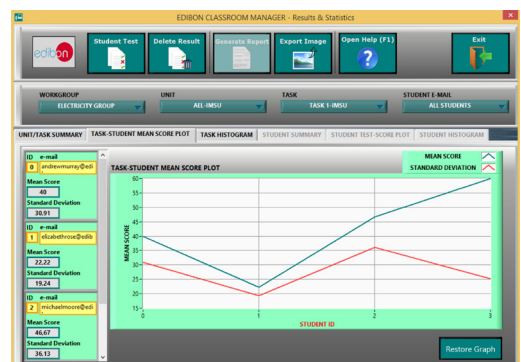 EDIBON CLASSROOM MANAGER - Results & Statistics
edibon
Student Test
Delete Result
Generate Report
Export Image
Open Help (F1)
Exit
WORKGROUP
UNIT
TASK
STUDENT E-MAIL
ELECTRICITY GROUP
AEL-IMSU
TASK 1-IMSU
ALL STUDENTS
UNIT/TASK SUMMARY
TASK-STUDENT MEAN SCORE PLOT
TASK HISTOGRAM
STUDENT SUMMARY
STUDENT TEST-SCORE PLOT
STUDENT HISTOGRAM
ID e-mail
0 andrewmurray@edi
Mean Score
40
Standard Deviation
30,91
ID e-mail
1 elizabethrose@edib
Mean Score
22,22
Standard Deviation
19,24
ID e-mail
2 michaelmoore@edi
Mean Score
46,67
Standard Deviation
36,13
TASK-STUDENT MEAN SCORE PLOT
MEAN SCORE
STANDARD DEVIATION
MEAN SCORE
60
55
50
45
40
35
30
25
20
15
0
1
2
3
STUDENT ID
Restore Graph